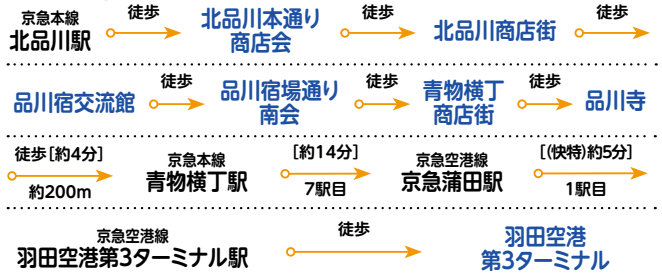 京急本線
北品川駅
徒歩
北品川本通り
商店会
徒歩
北品川商店街
徒歩
品川宿交流館
徒歩
品川宿場通り
南会
徒歩
青物横丁
商店街
徒歩
品川寺
徒歩[約4分]
約200m
京急本線
青物横丁駅
[約14分]
7駅目
京急空港線
京急蒲田駅
[(快特)約5分]
1駅目
京急空港線
羽田空港第3ターミナル駅
徒歩
羽田空港
第3ターミナル